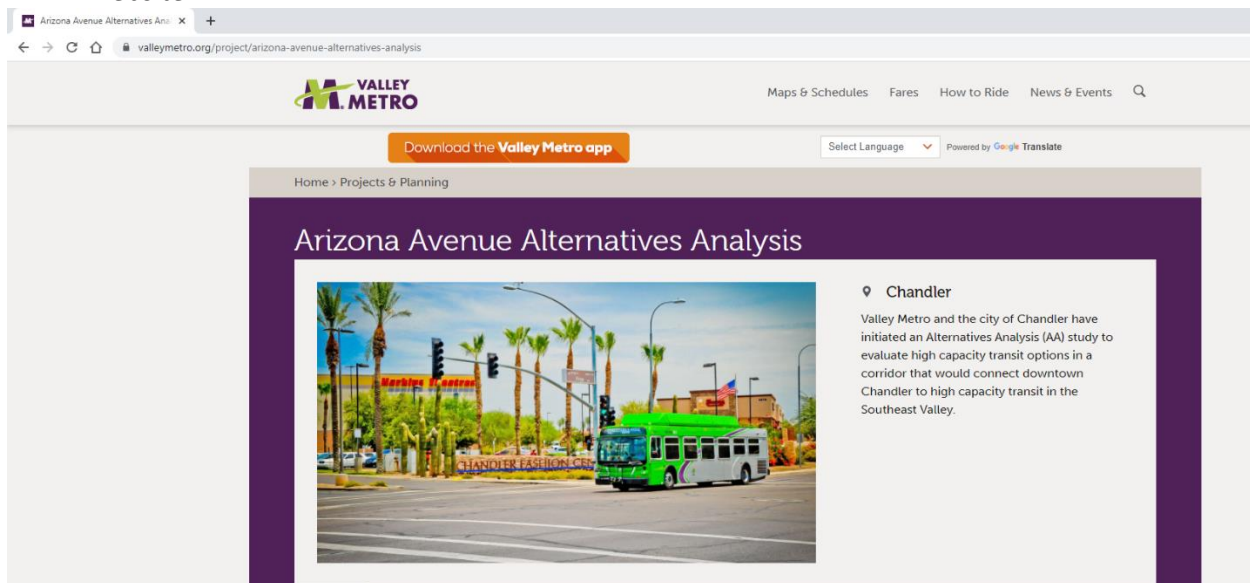 Arizona Avenue Alternatives Ana
valleymetro.org/project/arizona-avenue-alternatives-analysis
VALLEY
METRO
Maps & Schedules Fares How to Ride News & Events
Download the Valley Metro app
Select Language Powered by Google Translate
Home › Projects & Planning
Arizona Avenue Alternatives Analysis
Chandler
Valley Metro and the city of Chandler have
initiated an Alternatives Analysis (AA) study to
evaluate high capacity transit options in a
corridor that would connect downtown
Chandler to high capacity transit in the
Southeast Valley.
CHANDLER FASHION CE